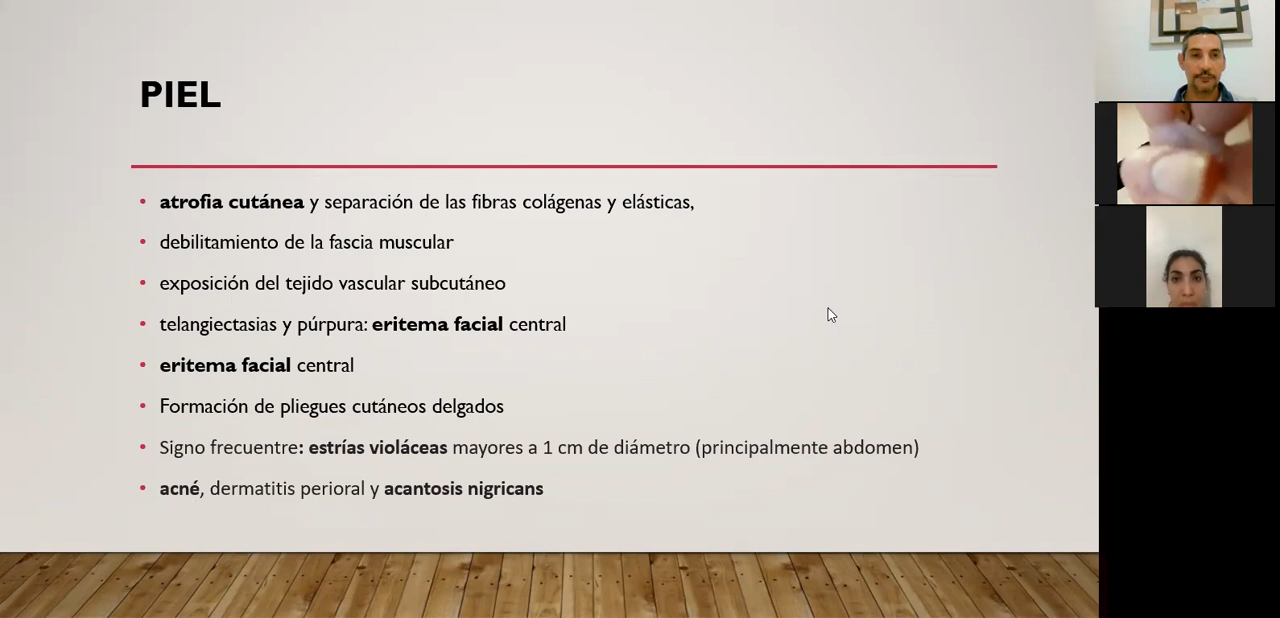 PIEL
• atrofia cutánea y separación de las fibras colágenas y elásticas,
• debilitamiento de la fascia muscular
• exposición del tejido vascular subcutáneo
• telangiectasias y púrpura: eritema facial central
• eritema facial central
• Formación de pliegues cutáneos delgados
• Signo frecuentre: estrías violáceas mayores a 1 cm de diámetro (principalmente abdomen)
• acné, dermatitis perioral y acantosis nigricans